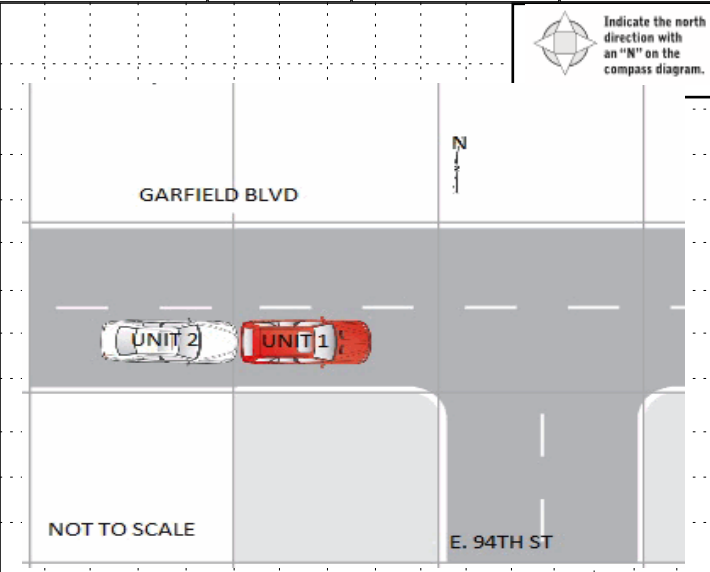 Indicate the north
direction with
an “N” on the
compass diagram.
N
GARFIELD BLVD
UNIT 2
UNIT 1
NOT TO SCALE
E. 94TH ST